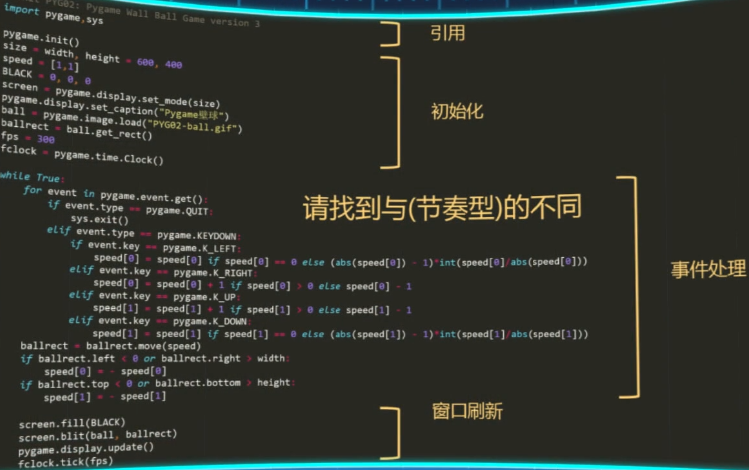 PYG02: Pygame Wall Ball Game version 3
import pygame,sys
引用
pygame.init()
size = width, height = 600, 400
speed = [1,1]
BLACK = 0, 0, 0
screen = pygame.display.set_mode(size)
初始化
pygame.display.set_caption("Pygame壁球")
ball = pygame.image.load("PYG02-ball.gif")
ballrect = ball.get_rect()
fps = 300
fclock = pygame.time.Clock()
while True:
for event in pygame.event.get():
if event.type == pygame.QUIT:
sys.exit()
请找到与(节奏型)的不同
elif event.type == pygame.KEYDOWN:
if event.key == pygame.K_LEFT:
speed[0] = speed[0] if speed[0] == 0 else (abs(speed[0]) - 1)*int(speed[0]/abs(speed[0]))
elif event.key == pygame.K_RIGHT:
事件处理
speed[0] = speed[0] + 1 if speed[0] > 0 else speed[0] - 1
elif event.key == pygame.K_UP:
speed[1] = speed[1] + 1 if speed[1] > 0 else speed[1] - 1
elif event.key == pygame.K_DOWN:
speed[1] = speed[1] if speed[1] == 0 else (abs(speed[1]) - 1)*int(speed[1]/abs(speed[1]))
ballrect = ballrect.move(speed)
if ballrect.left < 0 or ballrect.right > width:
speed[0] = - speed[0]
if ballrect.top < 0 or ballrect.bottom > height:
speed[1] = - speed[1]
窗口刷新
screen.fill(BLACK)
screen.blit(ball, ballrect)
pygame.display.update()
fclock.tick(fps)